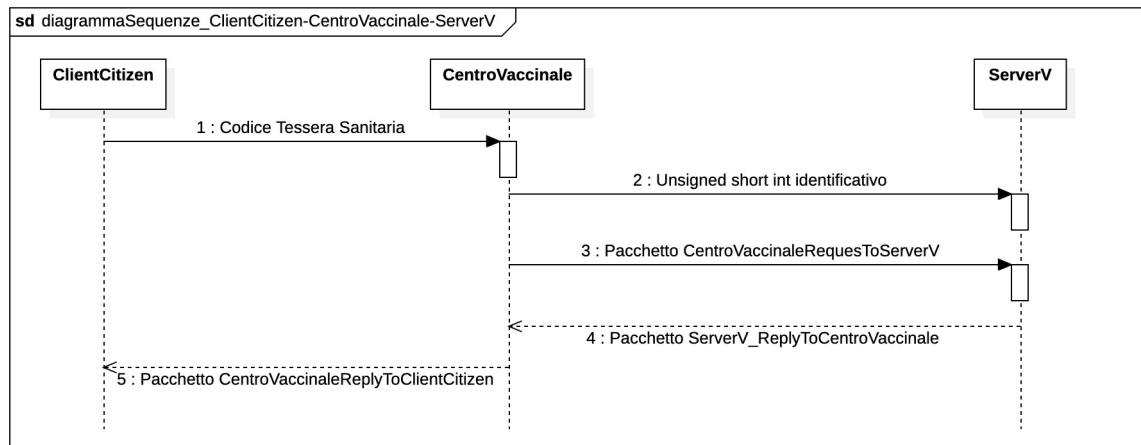 sd diagrammaSequenze_ClientCitizen-CentroVaccinale-ServerV
ClientCitizen
CentroVaccinale
ServerV
1 : Codice Tessera Sanitaria
2 : Unsigned short int identificativo
3 : Pacchetto CentroVaccinaleRequesToServerV
4 : Pacchetto ServerV_ReplyToCentroVaccinale
5 : Pacchetto CentroVaccinaleReplyToClientCitizen